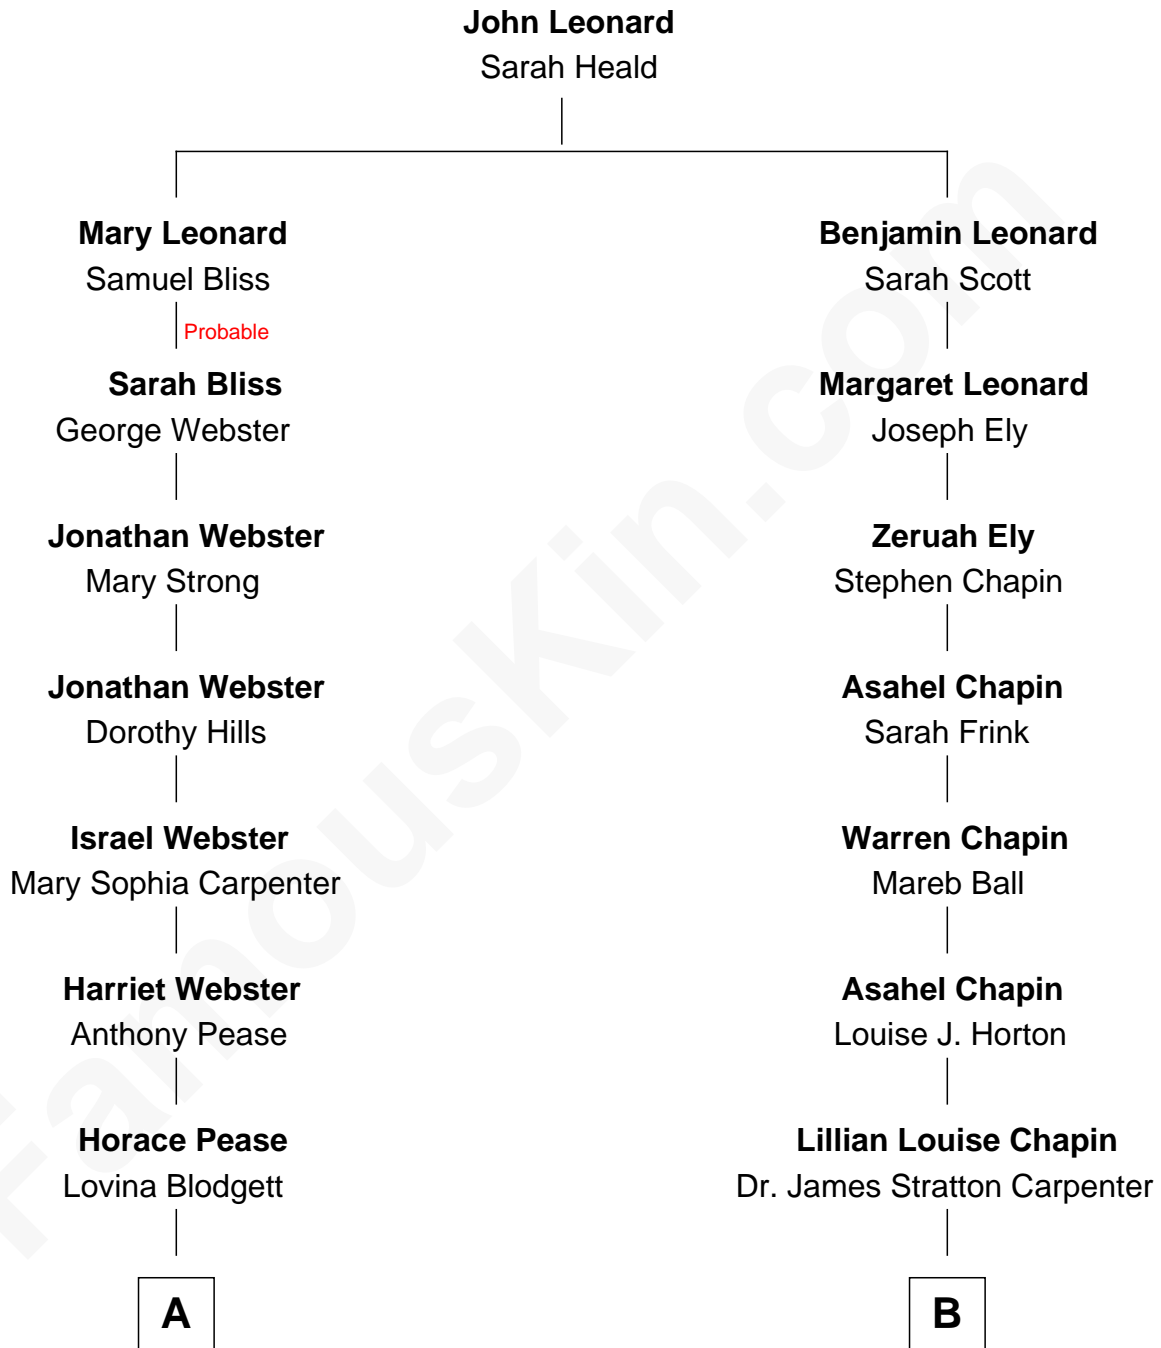 John Leonard
Sarah Heald
Mary Leonard
Samuel Bliss
Probable
Sarah Bliss
George Webster
Jonathan Webster
Mary Strong
Jonathan Webster
Dorothy Hills
Israel Webster
Mary Sophia Carpenter
Harriet Webster
Anthony Pease
Horace Pease
Lovina Blodgett
A
Benjamin Leonard
Sarah Scott
Margaret Leonard
Joseph Ely
Zeruah Ely
Stephen Chapin
Asahel Chapin
Sarah Frink
Warren Chapin
Mareb Ball
Asahel Chapin
Louise J. Horton
Lillian Louise Chapin
Dr. James Stratton Carpenter
B
FamousKin.com